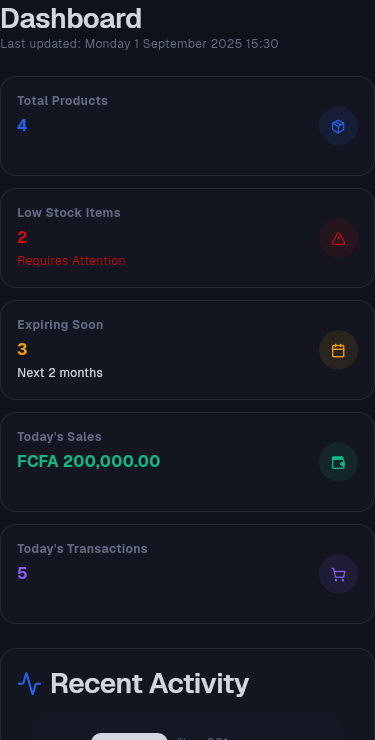 Dashboard
Last updated: Monday 1 September 2025 15:30
Total Products
4
Low Stock Items
2
Requires Attention
Expiring Soon
3
Next 2 months
Today's Sales
FCFA 200,000.00
Today's Transactions
5
Recent Activity